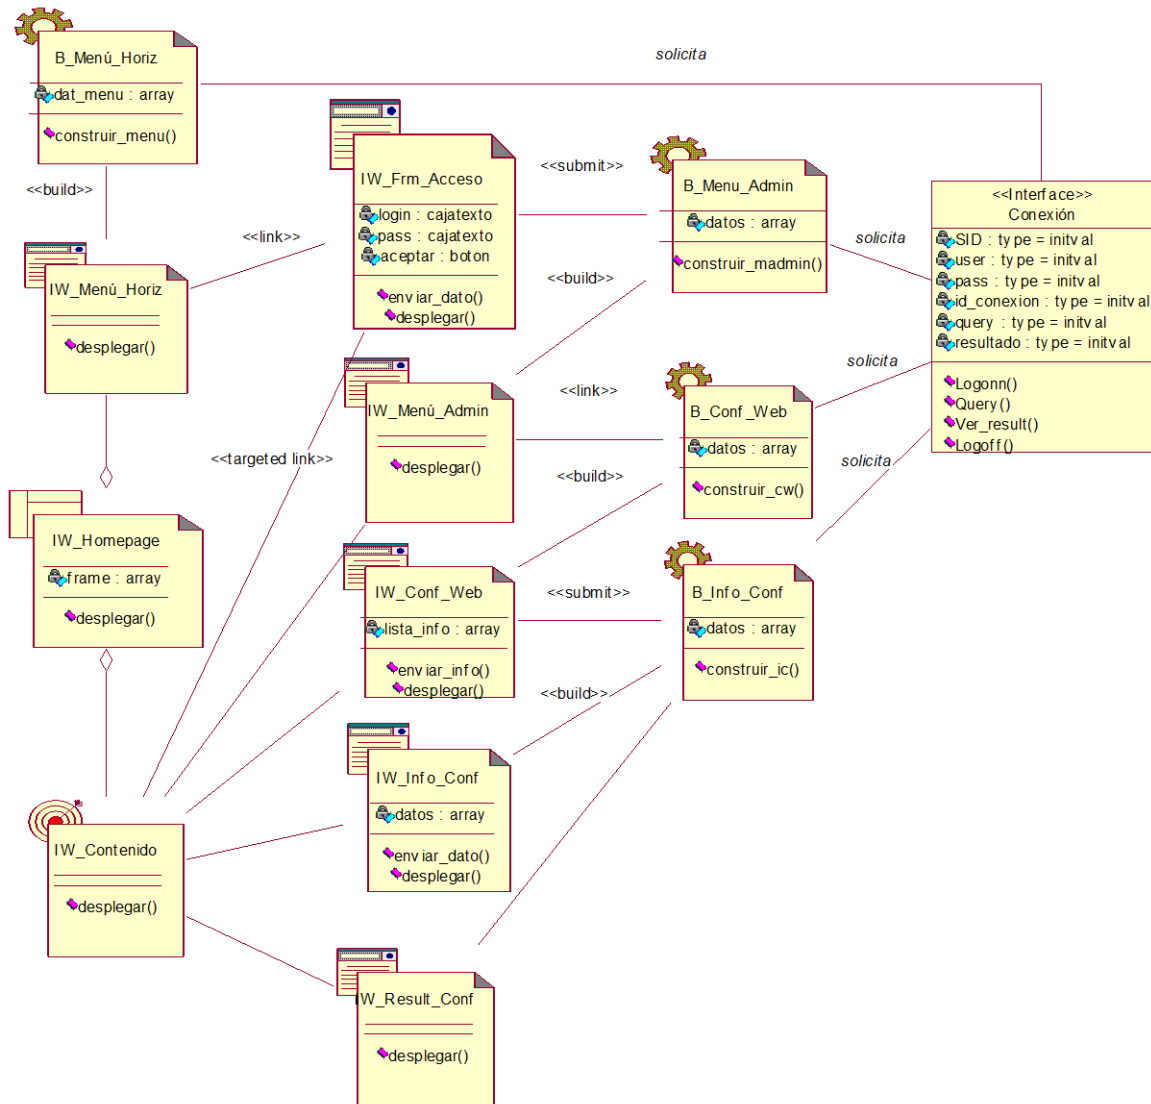 B_Menú_Horiz
dat_menu : array
construir_menu()
solicita
<<build>>
IW_Frm_Acceso
login : cajatexto
pass : cajatexto
aceptar : boton
enviar_dato()
desplegar()
<<submit>>
B_Menu_Admin
datos : array
construir_madmin()
<<Interface>>
Conexión
SID : type = initval
user : type = initval
pass : type = initval
id_conexion : type = initval
query : type = initval
resultado : type = initval
Logonn()
Query()
Ver_result()
Logoff()
<<link>>
solicita
IW_Menú_Horiz
desplegar()
<<build>>
IW_Menú_Admin
desplegar()
<<link>>
solicita
B_Conf_Web
datos : array
construir_cw()
<<targeted link>>
<<build>>
solicita
IW_Homepage
frame : array
desplegar()
IW_Conf_Web
lista_info : array
enviar_info()
desplegar()
<<submit>>
B_Info_Conf
datos : array
construir_ic()
<<build>>
IW_Info_Conf
datos : array
enviar_dato()
desplegar()
IW_Contenido
desplegar()
IW_Result_Conf
desplegar()